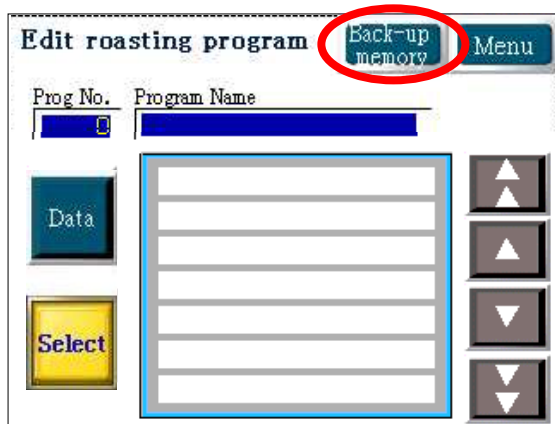 Edit roasting program
Back-up
memory
Menu
Prog No. Program Name
0
Data
Select